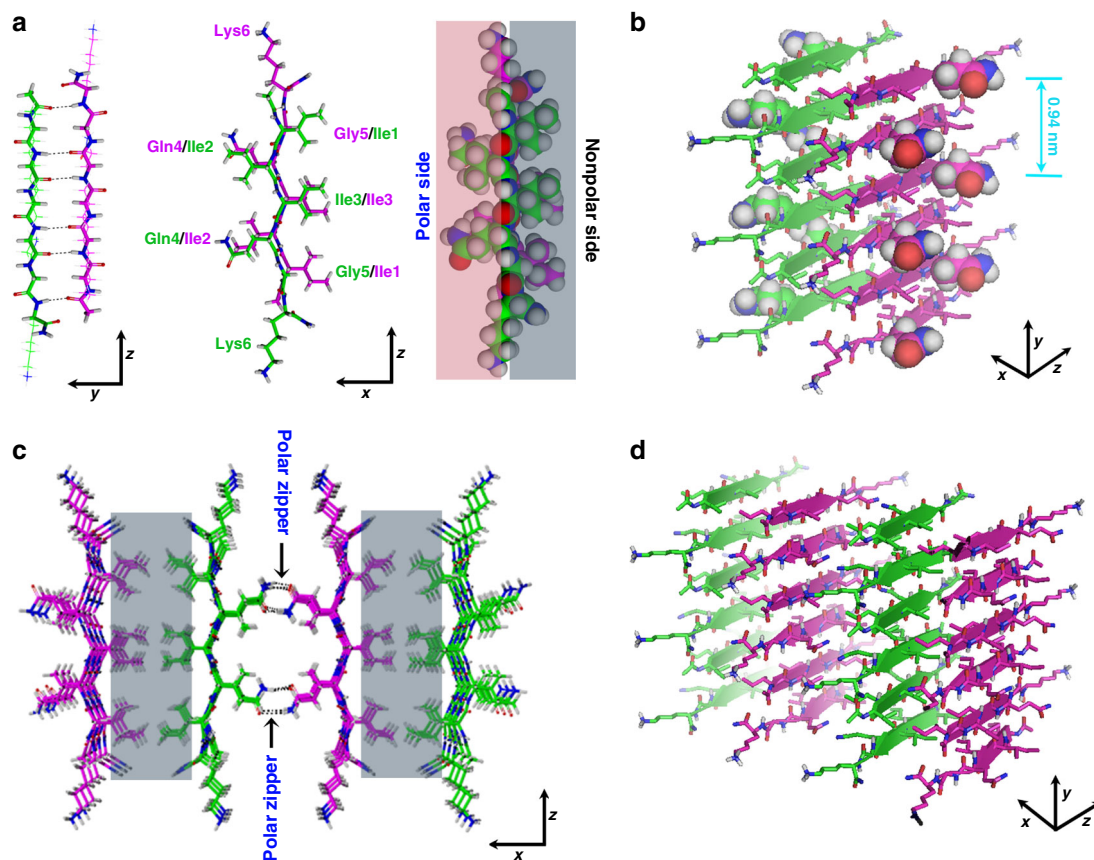 a
Lys6
Gln4/Ile2
Gly5/Ile1
Ile3/Ile3
Gln4/Ile2
Gly5/Ile1
Lys6
Polar side
Nonpolar side
z
y
z
x
b
0.94 nm
y
x
z
c
Polar zipper
Polar zipper
z
x
d
y
x
z